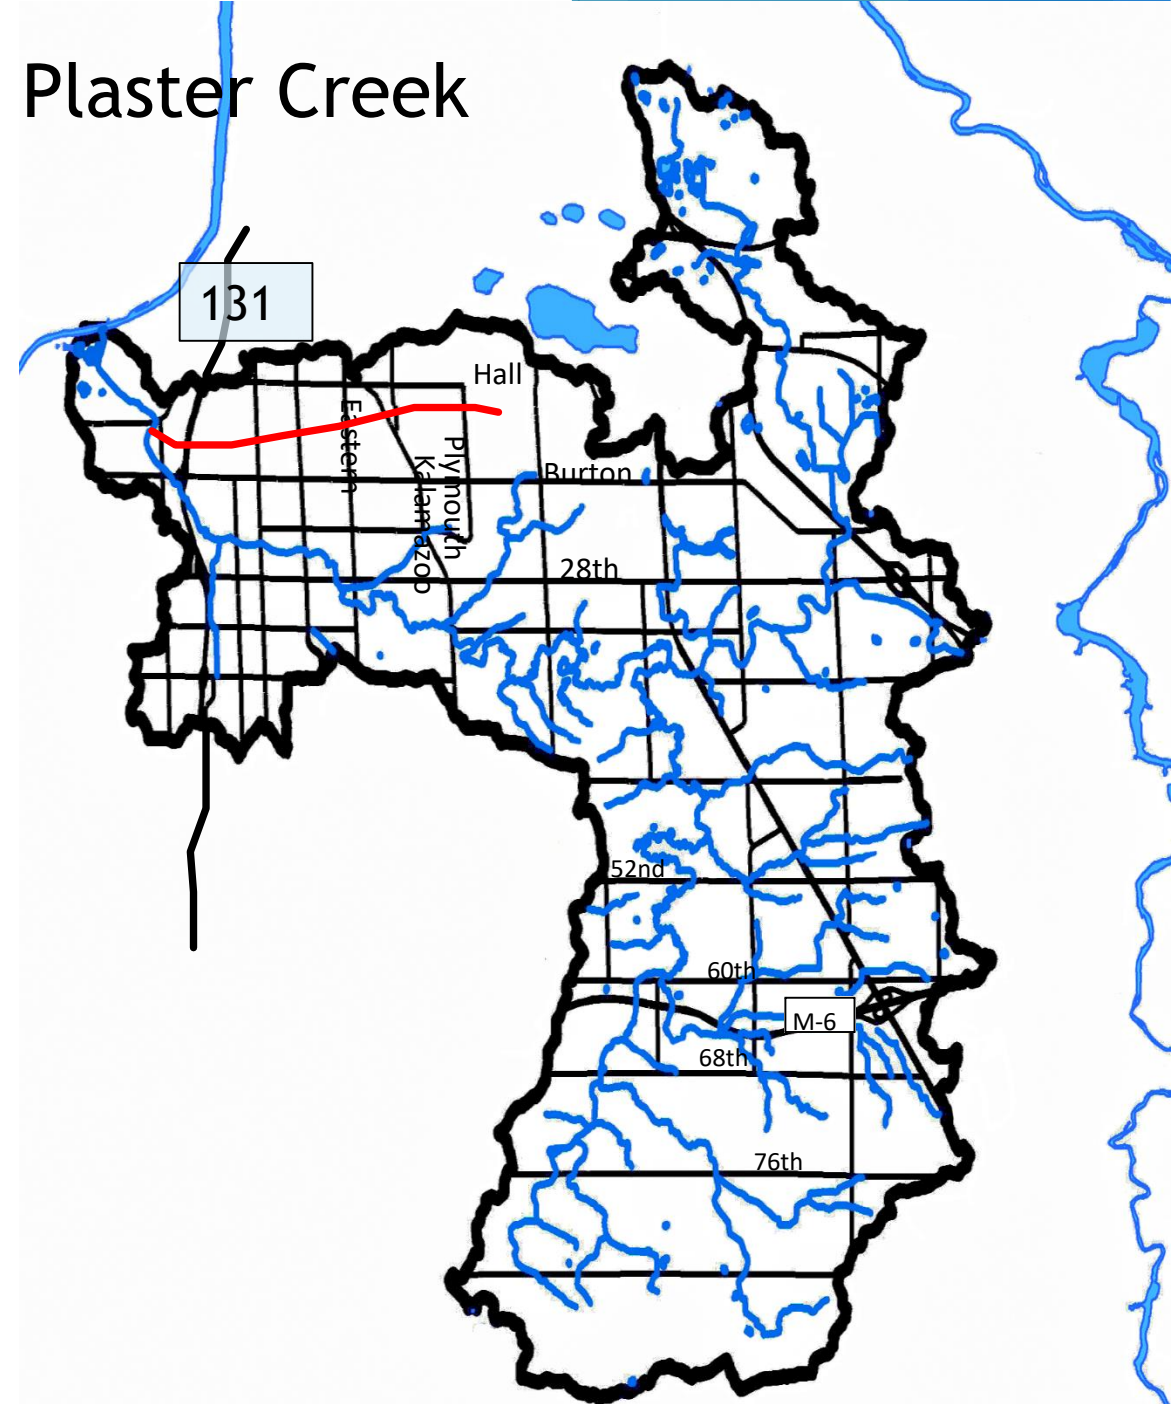 Plaster Creek
131
Hall
Eastern
Plymouth
Kalamazoo
Burton
28th
52nd
60th
M-6
68th
76th